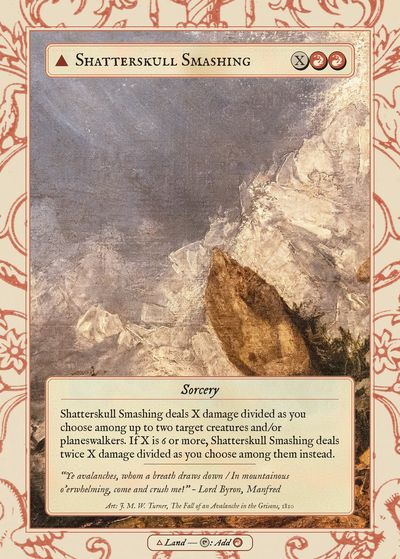 Shatterskull Smashing X
Sorcery
Shatterskull Smashing deals X damage divided as you
choose among up to two target creatures and/or
planeswalkers. If X is 6 or more, Shatterskull Smashing deals
twice X damage divided as you choose among them instead.
"Ye avalanches, whom a breath draws down / In mountainous
o'erwhelming, come and crush me!" - Lord Byron, Manfred
Art: J. M. W. Turner, The Fall of an Avalanche in the Grisons, 1810
Land — T: Add